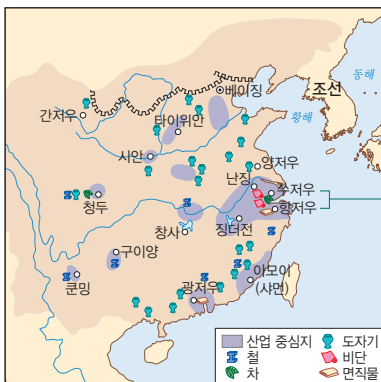 베이징
동해
조선
간저우
타이위안
황해
시안
양저우
난징
쑤저우
항저우
청두
창사
징더전
구이양
쿤밍
아모이
(샤먼)
광저우
산업 중심지
도자기
철
비단
차
면직물